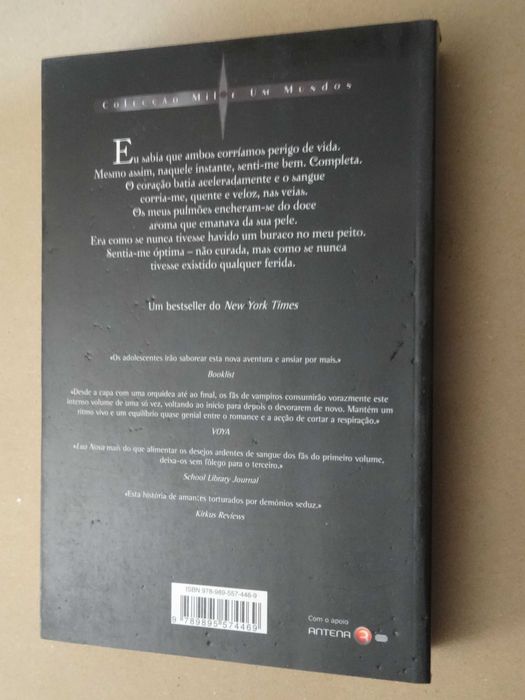 Colecção Mil e Um Mundos
Eu sabia que ambos corríamos perigo de vida.
Mesmo assim, naquele instante, senti-me bem. Completa.
O coração batia aceleradamente e o sangue
corria-me, quente e veloz, nas veias.
Os meus pulmões encheram-se do doce
aroma que emanava da sua pele.
Era como se nunca tivesse havido um buraco no meu peito.
Sentia-me óptima – não curada, mas como se nunca
tivesse existido qualquer ferida.
Um bestseller do New York Times
«Os adolescentes irão saborear esta nova aventura e ansiar por mais.»
Booklist
«Desde a capa com uma orquídea até ao final, os fãs de vampiros consumirão vorazmente este
intenso volume de uma só vez, voltando ao início para depois o devorarem de novo. Mantém um
ritmo vivo e um equilíbrio quase genial entre o romance e a acção de cortar a respiração.»
VOYA
«Lua Nova mais do que alimentar os desejos ardentes de sangue dos fãs do primeiro volume,
deixa-os sem fôlego para o terceiro.»
School Library Journal
«Esta história de amantes torturados por demónios seduz.»
Kirkus Reviews
ISBN 978-989-557-446-9
9 789895 574469
Com o apoio
ANTENA 3